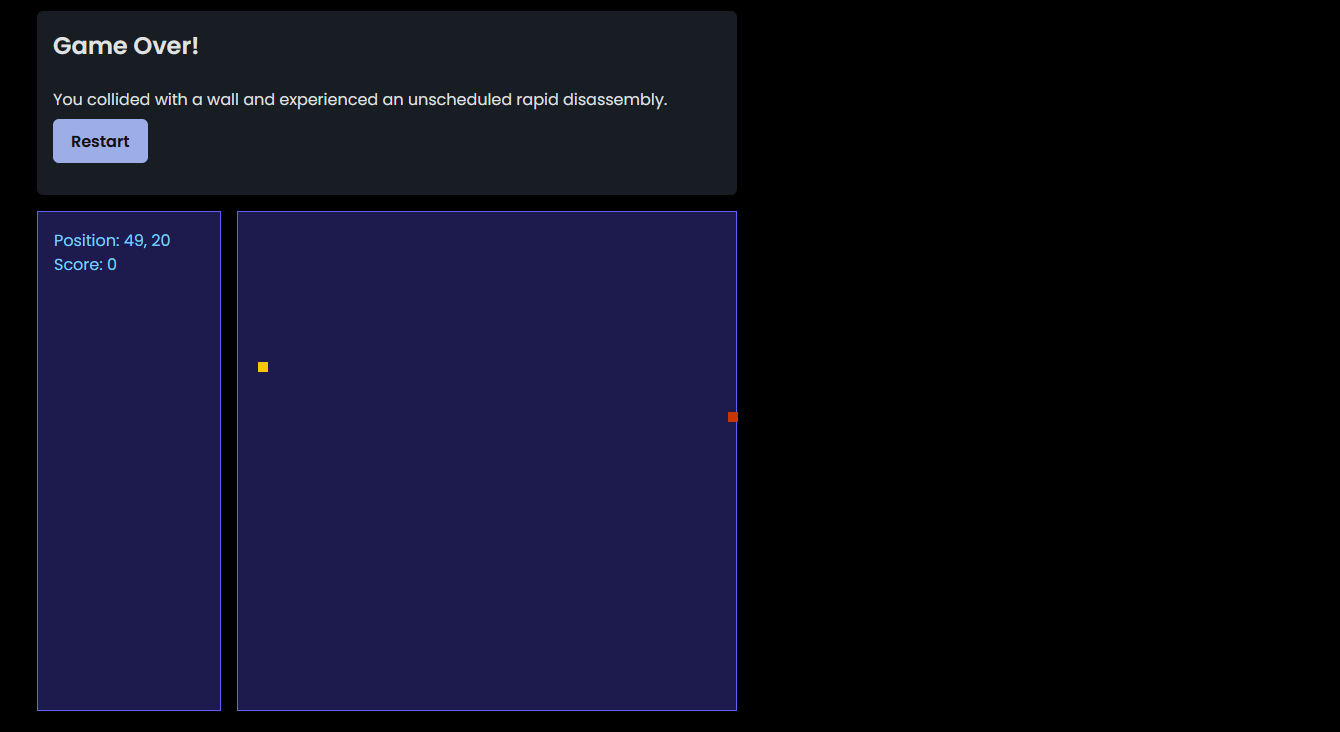 Game Over!
You collided with a wall and experienced an unscheduled rapid disassembly.
Restart
Position: 49, 20
Score: 0